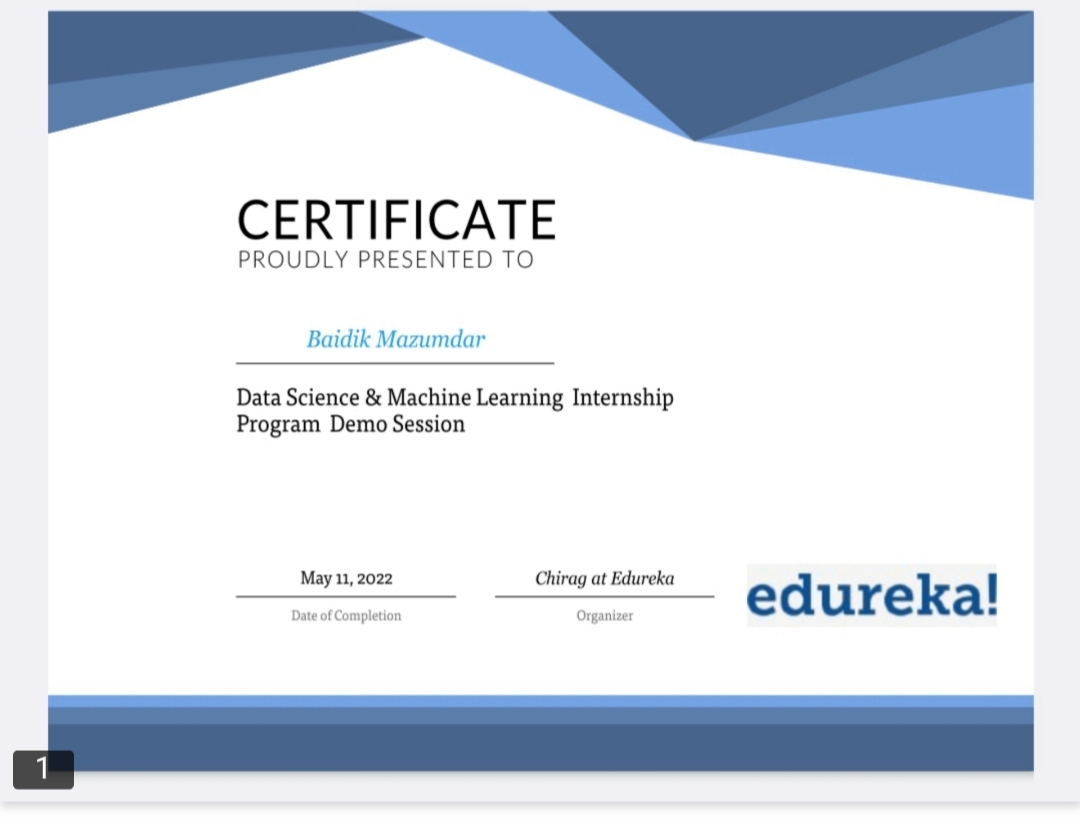 CERTIFICATE
PROUDLY PRESENTED TO
Baidik Mazumdar
Data Science & Machine Learning Internship
Program Demo Session
May 11, 2022
Date of Completion
Chirag at Edureka
Organizer
edureka!
1